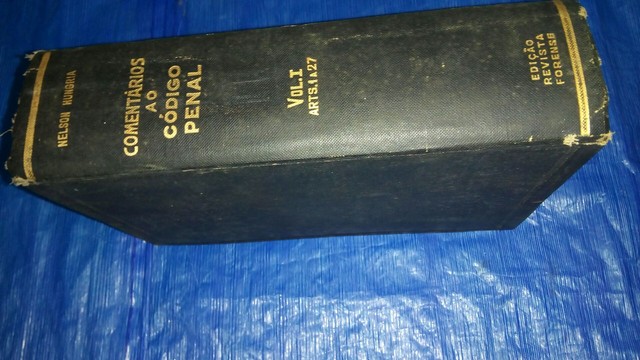 NELSON HUNGRIA
COMENTÁRIOS
AO
CÓDIGO
PENAL
VOL. I
ARTS. 1 A 27
EDIÇÃO
REVISTA
FORENSE